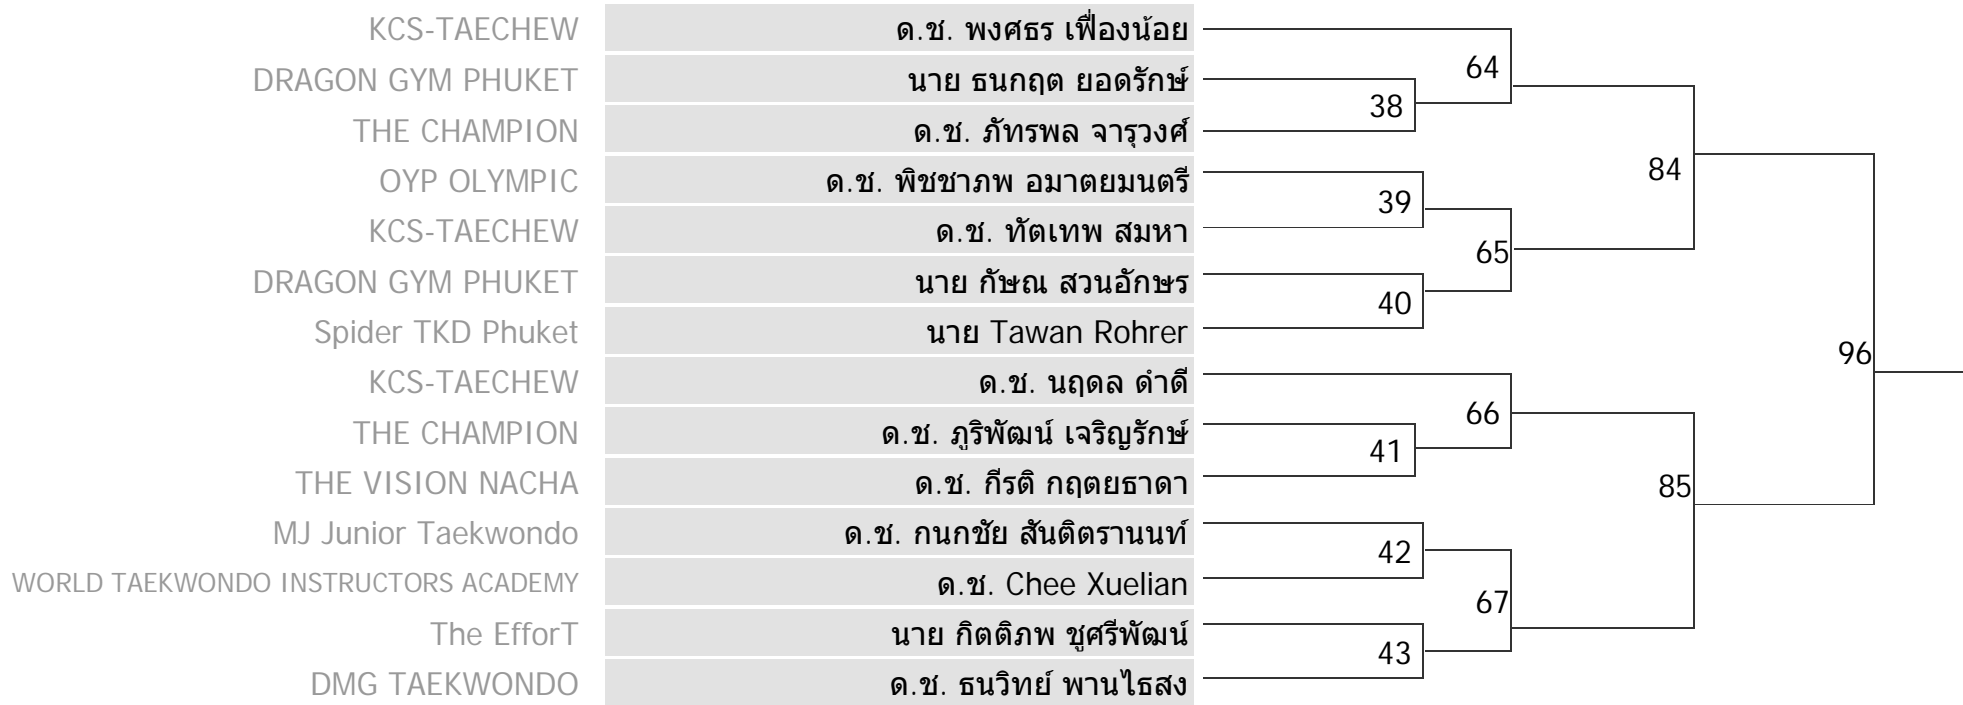 KCS-TAECHEW ด.ช. พงศธร เฟื่องน้อย
64
DRAGON GYM PHUKET นาย ธนกฤต ยอดรักษ์
38
THE CHAMPION ด.ช. ภัทรพล จารุวงศ์
84
OYP OLYMPIC ด.ช. พิชชาภพ อมาตยมนตรี
39
KCS-TAECHEW ด.ช. ทัตเทพ สมหา
65
DRAGON GYM PHUKET นาย กัษณ สวนอักษร
40
Spider TKD Phuket นาย Tawan Rohrer
96
KCS-TAECHEW ด.ช. นฤดล ดำดี
66
THE CHAMPION ด.ช. ภูริพัฒน์ เจริญรักษ์
41
THE VISION NACHA ด.ช. กีรติ กฤตยธาดา
85
MJ Junior Taekwondo ด.ช. กนกชัย สันติตรานนท์
42
WORLD TAEKWONDO INSTRUCTORS ACADEMY ด.ช. Chee Xuelian
67
The EfforT นาย กิตติภพ ชูศรีพัฒน์
43
DMG TAEKWONDO ด.ช. ธนวิทย์ พานไธสง